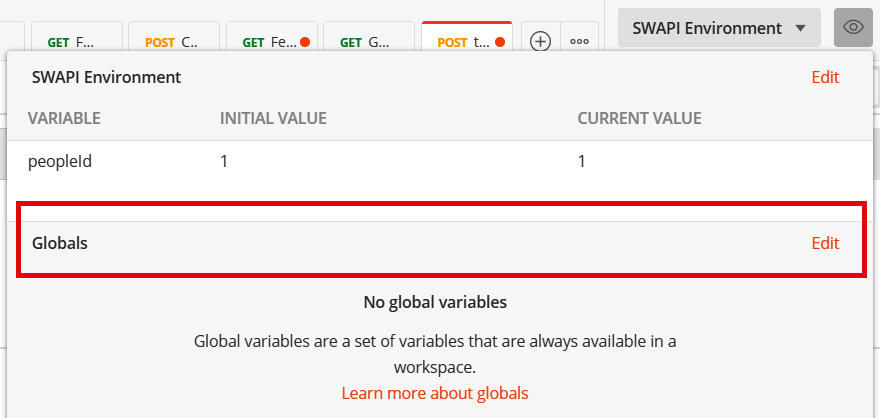 GET F... POST C.. GET Fe... GET G... POST t... SWAPI Environment
SWAPI Environment Edit
VARIABLE INITIAL VALUE CURRENT VALUE
peopleId 1 1
Globals Edit
No global variables
Global variables are a set of variables that are always available in a
workspace.
Learn more about globals